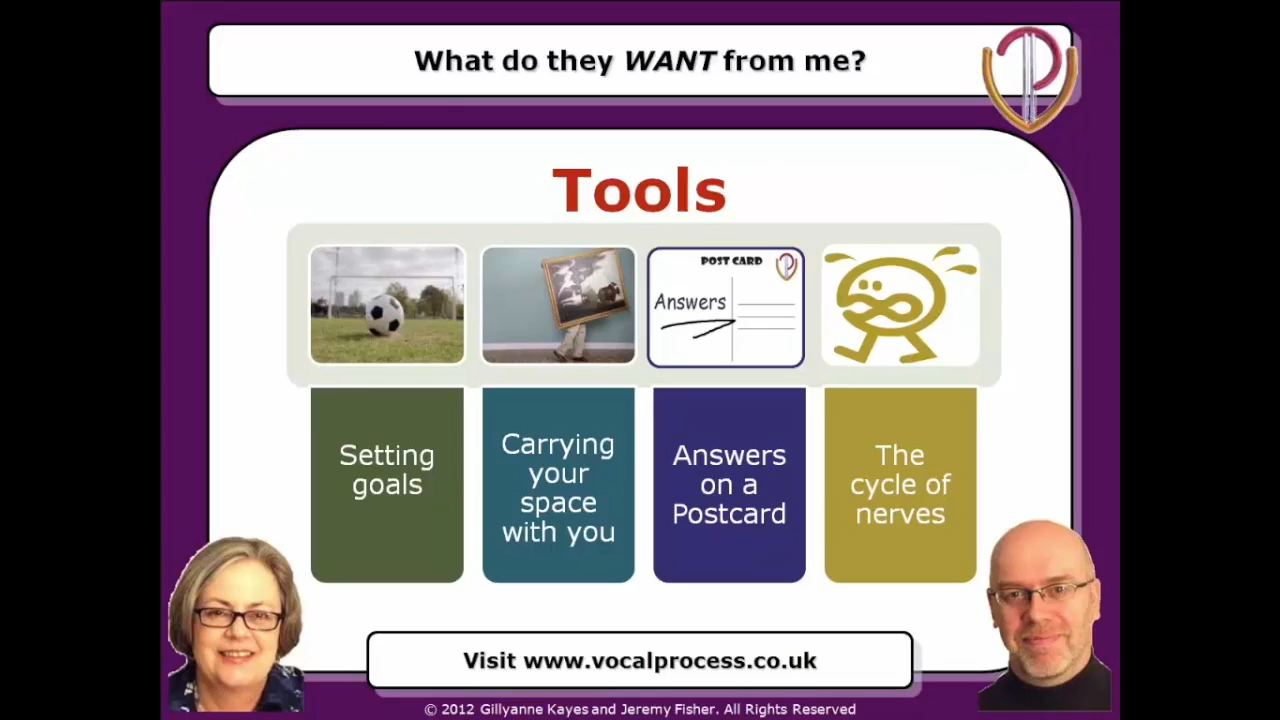 What do they WANT from me?
Tools
POST CARD
Answers
Setting
goals
Carrying
your
space
with you
Answers
on a
Postcard
The
cycle of
nerves
Visit www.vocalprocess.co.uk
© 2012 Gillyanne Kayes and Jeremy Fisher. All Rights Reserved